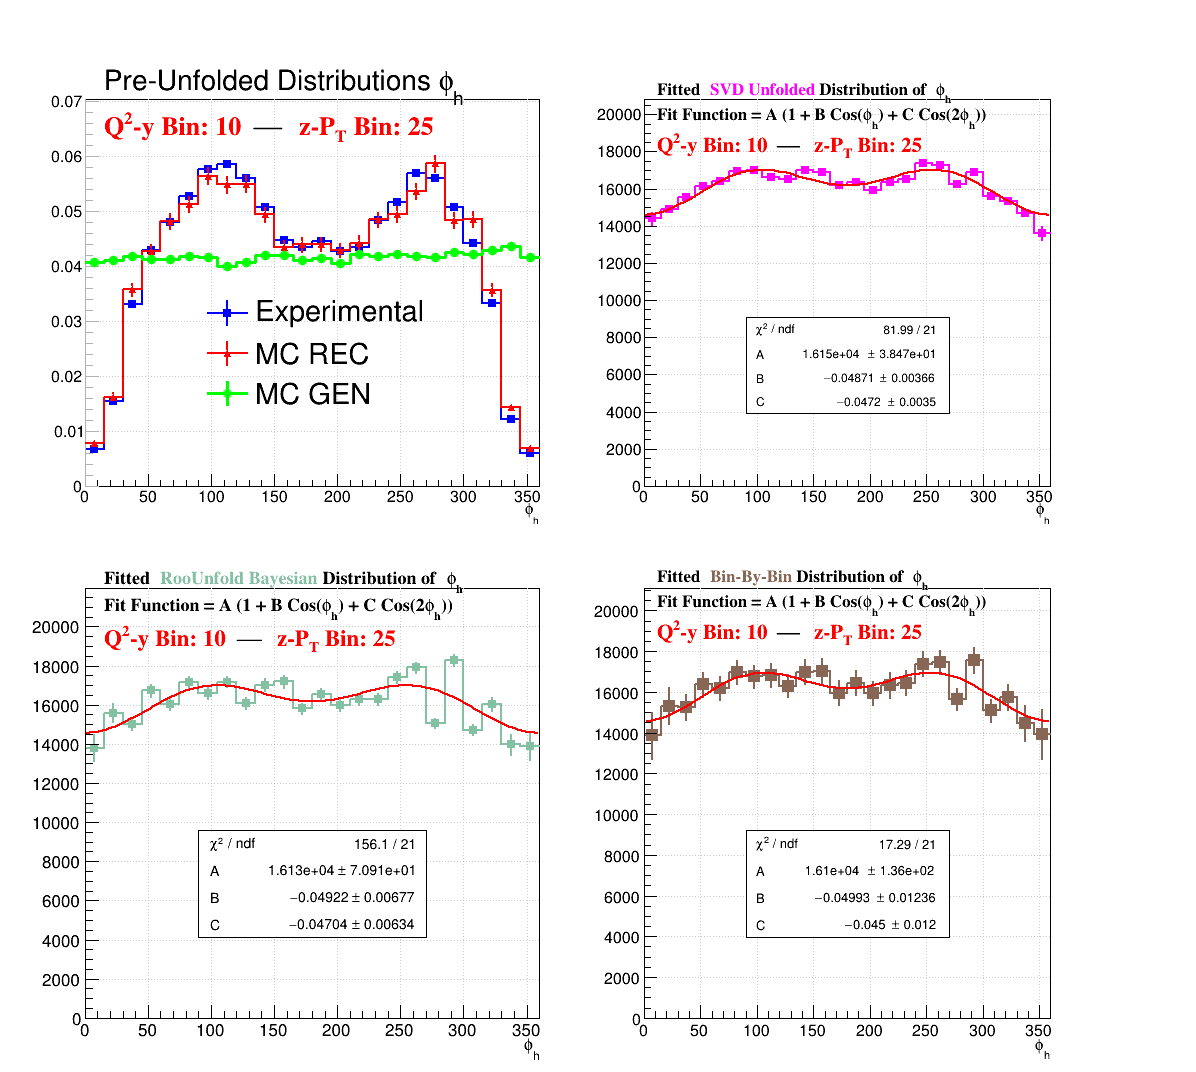 Pre-Unfolded Distributions ϕh
Q²-y Bin: 10 — z-PT Bin: 25
0.07
0.06
0.05
0.04
0.03
0.02
0.01
0
Experimental
MC REC
MC GEN
0 50 100 150 200 250 300 350
ϕh
Fitted SVD Unfolded Distribution of ϕh
Fit Function = A (1 + B Cos(ϕh) + C Cos(2ϕh))
Q²-y Bin: 10 — z-PT Bin: 25
20000
18000
16000
14000
12000
10000
8000
6000
4000
2000
0
χ² / ndf 81.99 / 21
A 1.615e+04 ± 3.847e+01
B −0.04871 ± 0.00366
C −0.0472 ± 0.0035
0 50 100 150 200 250 300 350
ϕh
Fitted RooUnfold Bayesian Distribution of ϕh
Fit Function = A (1 + B Cos(ϕh) + C Cos(2ϕh))
Q²-y Bin: 10 — z-PT Bin: 25
20000
18000
16000
14000
12000
10000
8000
6000
4000
2000
0
χ² / ndf 156.1 / 21
A 1.613e+04 ± 7.091e+01
B −0.04922 ± 0.00677
C −0.04704 ± 0.00634
0 50 100 150 200 250 300 350
ϕh
Fitted Bin-By-Bin Distribution of ϕh
Fit Function = A (1 + B Cos(ϕh) + C Cos(2ϕh))
Q²-y Bin: 10 — z-PT Bin: 25
20000
18000
16000
14000
12000
10000
8000
6000
4000
2000
0
χ² / ndf 17.29 / 21
A 1.61e+04 ± 1.36e+02
B −0.04993 ± 0.01236
C −0.045 ± 0.012
0 50 100 150 200 250 300 350
ϕh